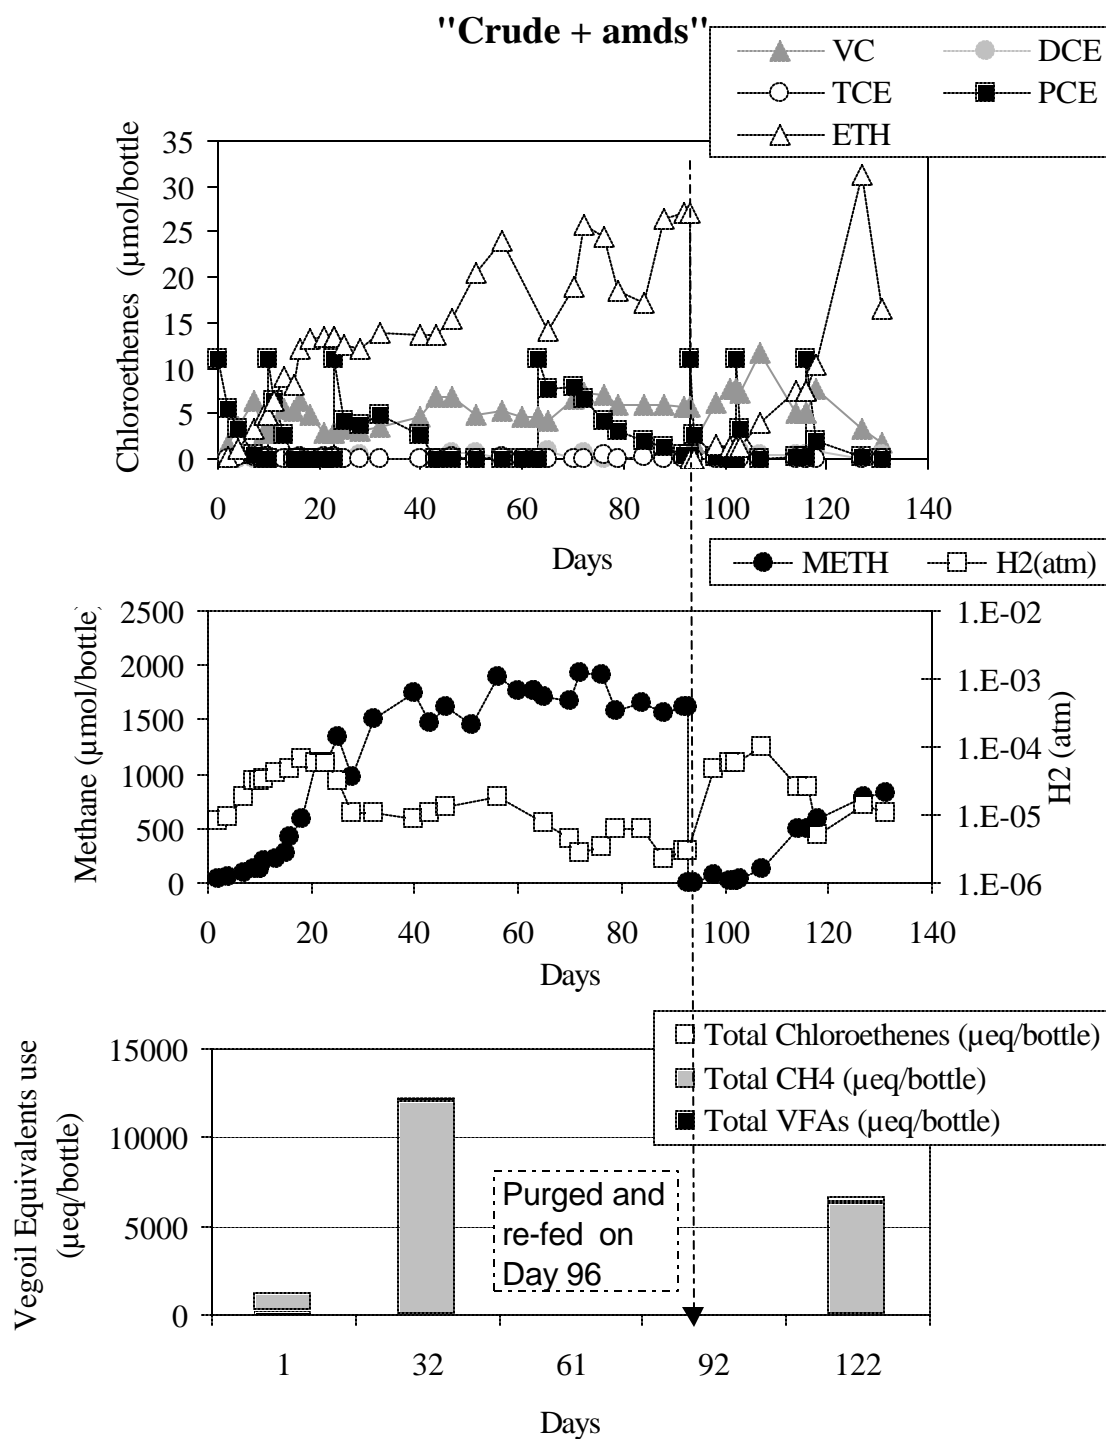 "Crude + amds"
VC DCE
TCE PCE
ETH
Chloroethenes (µmol/bottle
35
30
25
20
15
10
5
0
0 20 40 60 80 100 120 140
Days
METH H2(atm)
Methane (µmol/bottle)
2500
2000
1500
1000
500
0
1.E-02
1.E-03
1.E-04
1.E-05
1.E-06
H2 (atm)
0 20 40 60 80 100 120 140
Days
Total Chloroethenes (µeq/bottle)
Total CH4 (µeq/bottle)
Total VFAs (µeq/bottle)
Vegoil Equivalents use
(µeq/bottle)
15000
10000
5000
0
Purged and
re-fed on
Day 96
1 32 61 92 122
Days